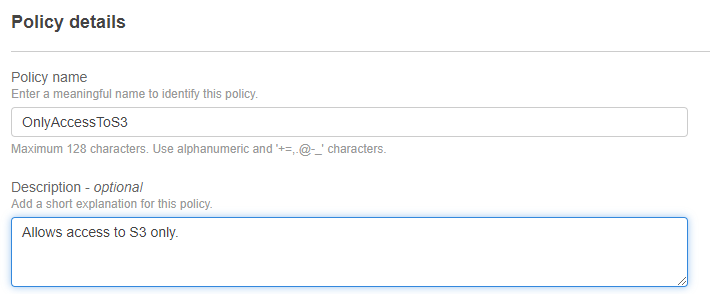 Policy details
Policy name
Enter a meaningful name to identify this policy.
OnlyAccessToS3
Maximum 128 characters. Use alphanumeric and '+=,.@-_' characters.
Description - optional
Add a short explanation for this policy.
Allows access to S3 only.